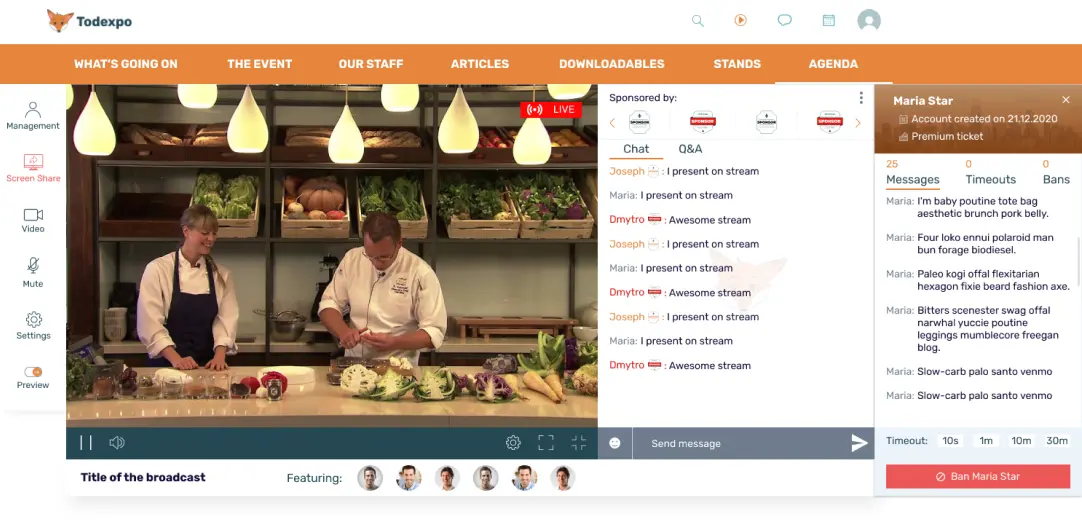 Todexpo
WHAT'S GOING ON THE EVENT OUR STAFF ARTICLES DOWNLOADABLES STANDS AGENDA
Management
Screen Share
Video
Mute
Settings
Preview
LIVE
Title of the broadcast
Featuring:
Sponsored by:
SPONSOR SPONSOR SPONSOR SPONSOR
Chat Q&A
Joseph : I present on stream
Maria: I present on stream
Dmytro : Awesome stream
Joseph : I present on stream
Maria: I present on stream
Dmytro : Awesome stream
Joseph : I present on stream
Maria: I present on stream
Dmytro : Awesome stream
Send message
Maria Star
Account created on 21.12.2020
Premium ticket
25 0 0
Messages Timeouts Bans
Maria: I'm baby poutine tote bag
aesthetic brunch pork belly.
Maria: Four loko ennui polaroid man
bun forage biodiesel.
Maria: Paleo kogi offal flexitarian
hexagon fixie beard fashion axe.
Maria: Bitters scenester swag offal
narwhal yuccie poutine
leggings mumblecore freegan
blog.
Maria: Slow-carb palo santo venmo
Maria: Slow-carb palo santo venmo
Timeout: 10s 1m 10m 30m
Ban Maria Star